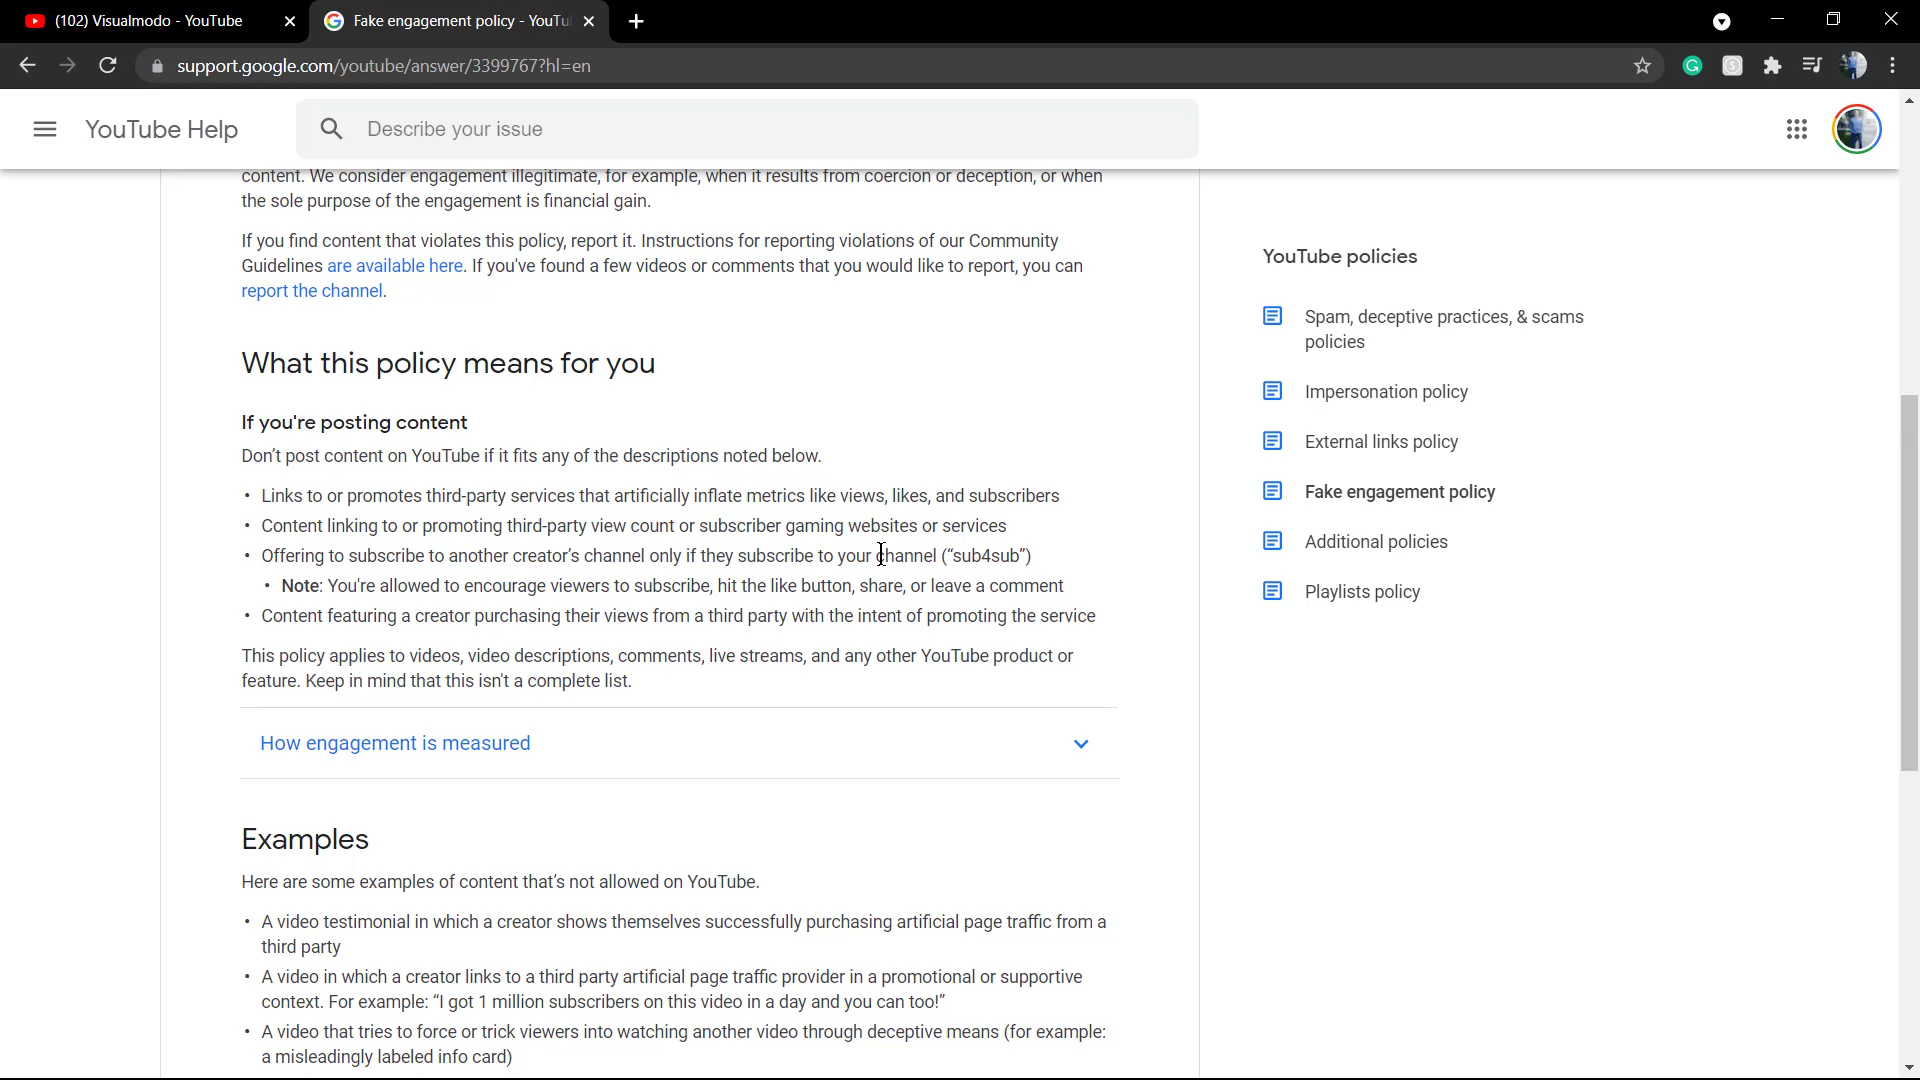 (102) Visualmodo - YouTube
Fake engagement policy - YouTu
support.google.com/youtube/answer/3399767?hl=en
YouTube Help
Describe your issue
content. We consider engagement illegitimate, for example, when it results from coercion or deception, or when
the sole purpose of the engagement is financial gain.
If you find content that violates this policy, report it. Instructions for reporting violations of our Community
Guidelines are available here. If you've found a few videos or comments that you would like to report, you can
report the channel.
What this policy means for you
If you're posting content
Don’t post content on YouTube if it fits any of the descriptions noted below.
• Links to or promotes third-party services that artificially inflate metrics like views, likes, and subscribers
• Content linking to or promoting third-party view count or subscriber gaming websites or services
• Offering to subscribe to another creator’s channel only if they subscribe to your channel (“sub4sub”)
• Note: You're allowed to encourage viewers to subscribe, hit the like button, share, or leave a comment
• Content featuring a creator purchasing their views from a third party with the intent of promoting the service
This policy applies to videos, video descriptions, comments, live streams, and any other YouTube product or
feature. Keep in mind that this isn't a complete list.
How engagement is measured
Examples
Here are some examples of content that’s not allowed on YouTube.
• A video testimonial in which a creator shows themselves successfully purchasing artificial page traffic from a
third party
• A video in which a creator links to a third party artificial page traffic provider in a promotional or supportive
context. For example: “I got 1 million subscribers on this video in a day and you can too!”
• A video that tries to force or trick viewers into watching another video through deceptive means (for example:
a misleadingly labeled info card)
YouTube policies
Spam, deceptive practices, & scams
policies
Impersonation policy
External links policy
Fake engagement policy
Additional policies
Playlists policy